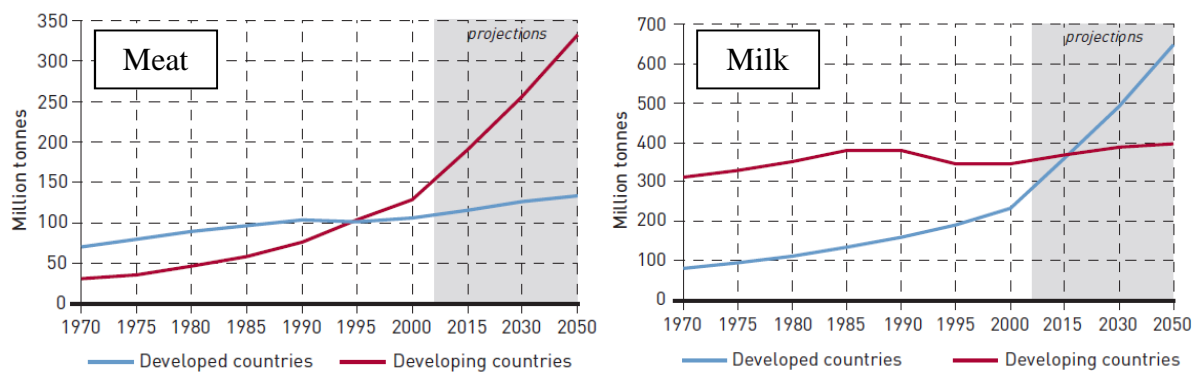 Meat
projections
Million tonnes
350
300
250
200
150
100
50
0
1970 1975 1980 1985 1990 1995 2000 2015 2030 2050
Developed countries Developing countries
Milk
projections
Million tonnes
700
600
500
400
300
200
100
0
1970 1975 1980 1985 1990 1995 2000 2015 2030 2050
Developed countries Developing countries